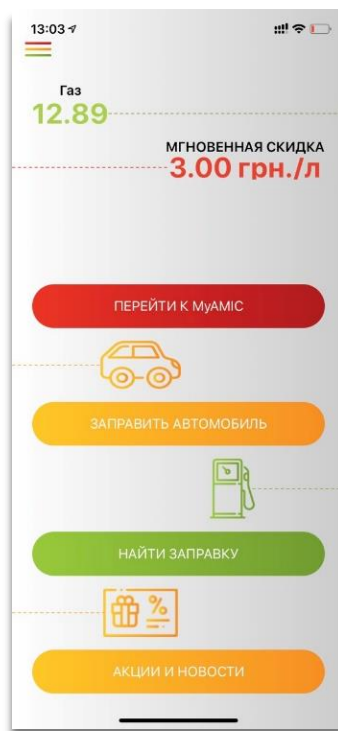 13:03
Газ
12.89
МГНОВЕННАЯ СКИДКА
3.00 грн./л
ПЕРЕЙТИ К MyAMIC
ЗАПРАВИТЬ АВТОМОБИЛЬ
НАЙТИ ЗАПРАВКУ
%
АКЦИИ И НОВОСТИ